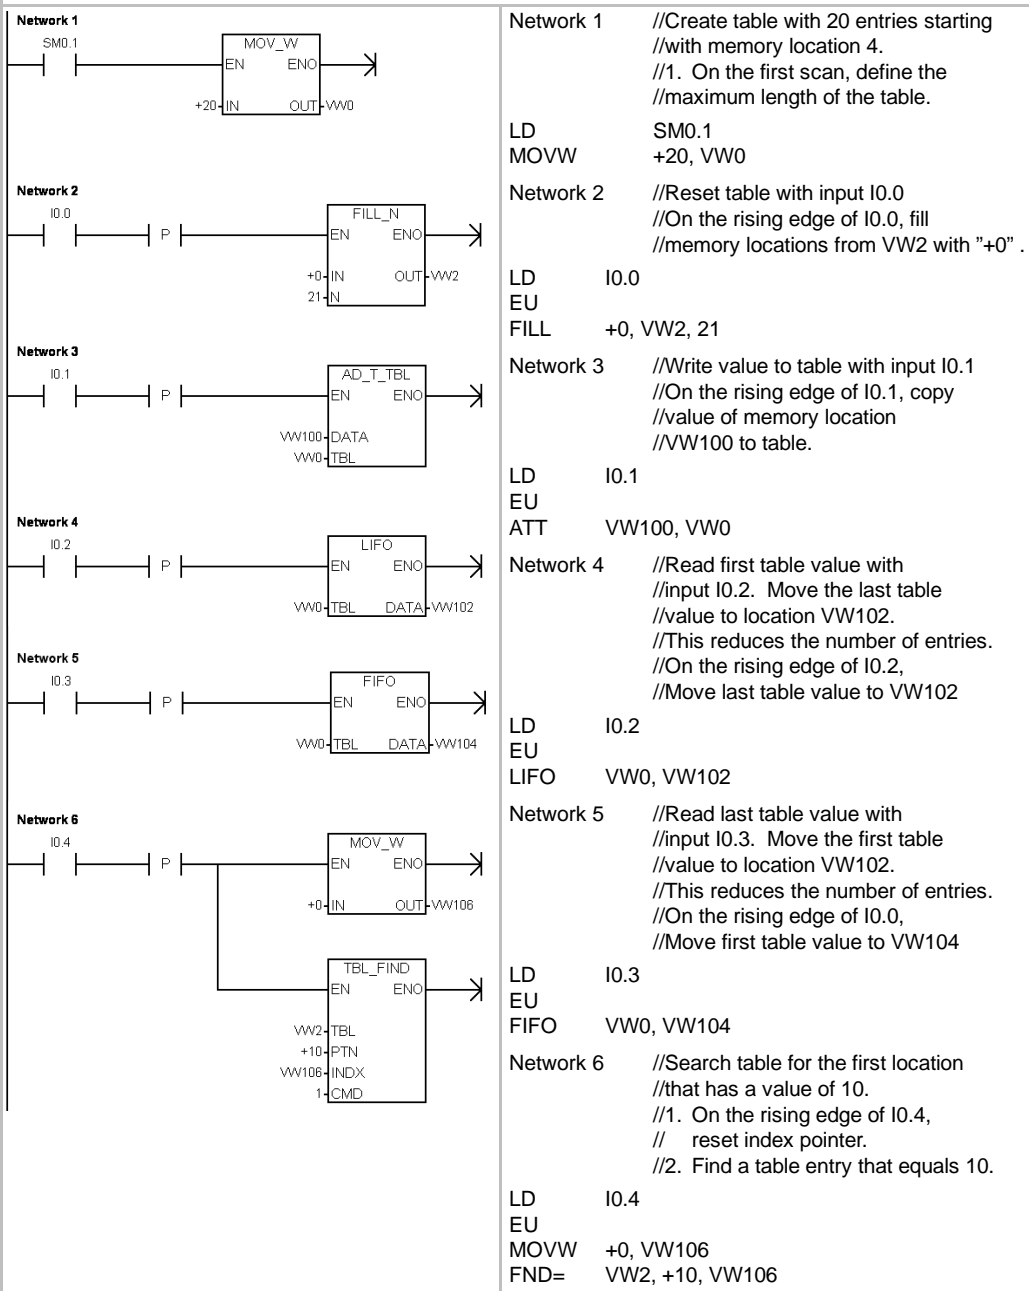 Network 1
SM0.1
MOV_W
EN ENO
+20 IN OUT VW0
Network 2
I0.0
P
FILL_N
EN ENO
+0 IN OUT VW2
21 N
Network 3
I0.1
P
AD_T_TBL
EN ENO
VW100 DATA
VW0 TBL
Network 4
I0.2
P
LIFO
EN ENO
VW0 TBL DATA VW102
Network 5
I0.3
P
FIFO
EN ENO
VW0 TBL DATA VW104
Network 6
I0.4
P
MOV_W
EN ENO
+0 IN OUT VW106
TBL_FIND
EN ENO
VW2 TBL
+10 PTN
VW106 INDX
1 CMD
Network 1 //Create table with 20 entries starting
//with memory location 4.
//1. On the first scan, define the
//maximum length of the table.
LD SM0.1
MOVW +20, VW0
Network 2 //Reset table with input I0.0
//On the rising edge of I0.0, fill
//memory locations from VW2 with ”+0” .
LD I0.0
EU
FILL +0, VW2, 21
Network 3 //Write value to table with input I0.1
//On the rising edge of I0.1, copy
//value of memory location
//VW100 to table.
LD I0.1
EU
ATT VW100, VW0
Network 4 //Read first table value with
//input I0.2. Move the last table
//value to location VW102.
//This reduces the number of entries.
//On the rising edge of I0.2,
//Move last table value to VW102
LD I0.2
EU
LIFO VW0, VW102
Network 5 //Read last table value with
//input I0.3. Move the first table
//value to location VW102.
//This reduces the number of entries.
//On the rising edge of I0.0,
//Move first table value to VW104
LD I0.3
EU
FIFO VW0, VW104
Network 6 //Search table for the first location
//that has a value of 10.
//1. On the rising edge of I0.4,
// reset index pointer.
//2. Find a table entry that equals 10.
LD I0.4
EU
MOVW +0, VW106
FND= VW2, +10, VW106